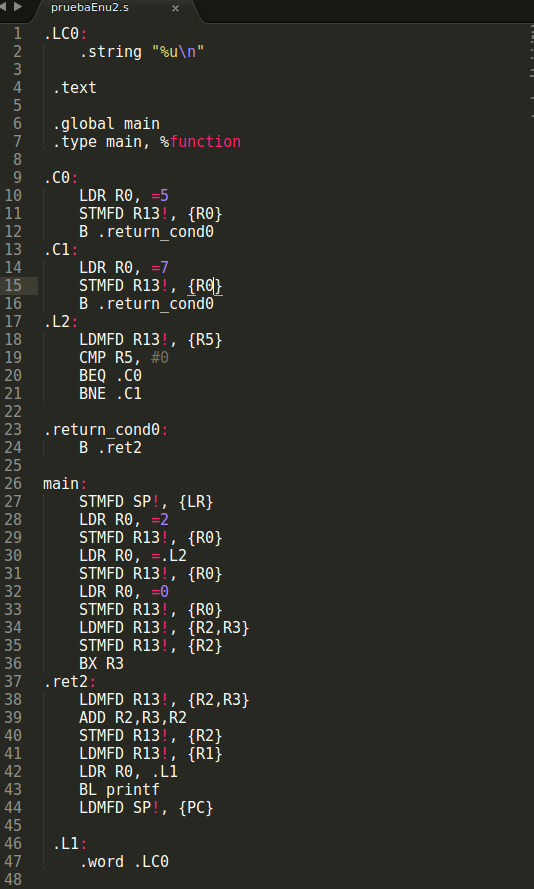 pruebaEnu2.s ×
1 .LC0:
2 .string "%u\n"
3
4 .text
5
6 .global main
7 .type main, %function
8
9 .C0:
10 LDR R0, =5
11 STMFD R13!, {R0}
12 B .return_cond0
13 .C1:
14 LDR R0, =7
15 STMFD R13!, {R0}
16 B .return_cond0
17 .L2:
18 LDMFD R13!, {R5}
19 CMP R5, #0
20 BEQ .C0
21 BNE .C1
22
23 .return_cond0:
24 B .ret2
25
26 main:
27 STMFD SP!, {LR}
28 LDR R0, =2
29 STMFD R13!, {R0}
30 LDR R0, =.L2
31 STMFD R13!, {R0}
32 LDR R0, =0
33 STMFD R13!, {R0}
34 LDMFD R13!, {R2,R3}
35 STMFD R13!, {R2}
36 BX R3
37 .ret2:
38 LDMFD R13!, {R2,R3}
39 ADD R2,R3,R2
40 STMFD R13!, {R2}
41 LDMFD R13!, {R1}
42 LDR R0, .L1
43 BL printf
44 LDMFD SP!, {PC}
45
46 .L1:
47 .word .LC0
48